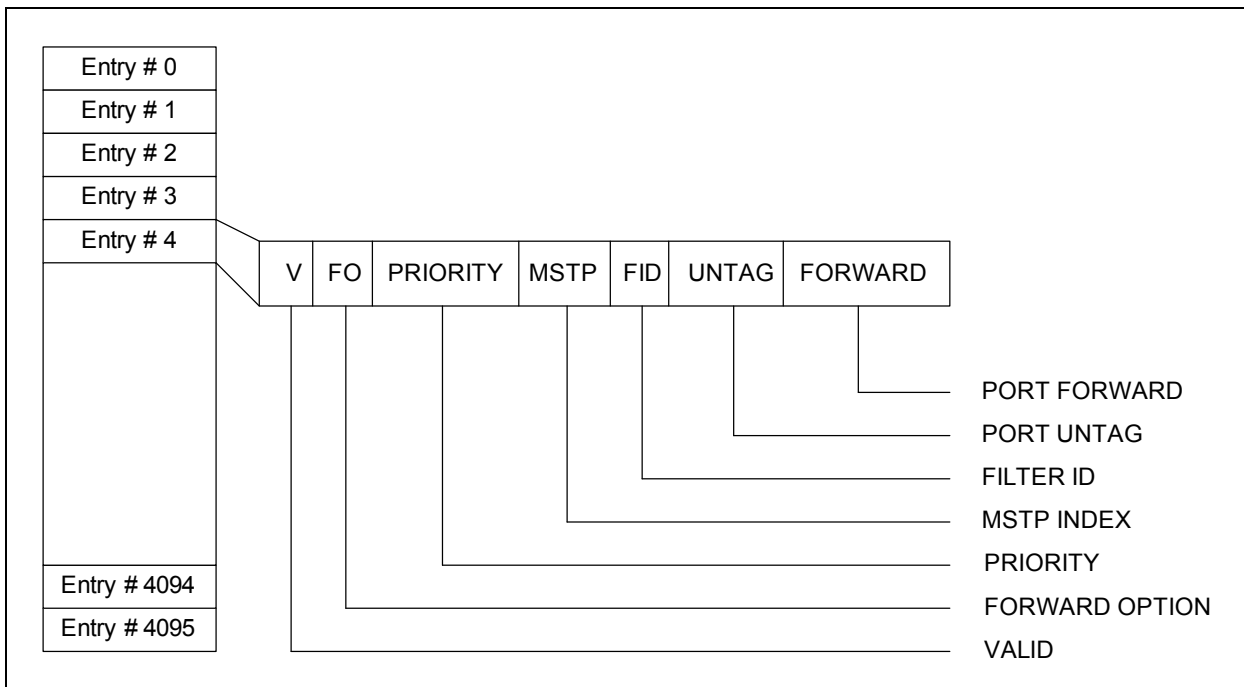 Entry # 0
Entry # 1
Entry # 2
Entry # 3
Entry # 4
V FO PRIORITY MSTP FID UNTAG FORWARD
PORT FORWARD
PORT UNTAG
FILTER ID
MSTP INDEX
PRIORITY
FORWARD OPTION
VALID
Entry # 4094
Entry # 4095